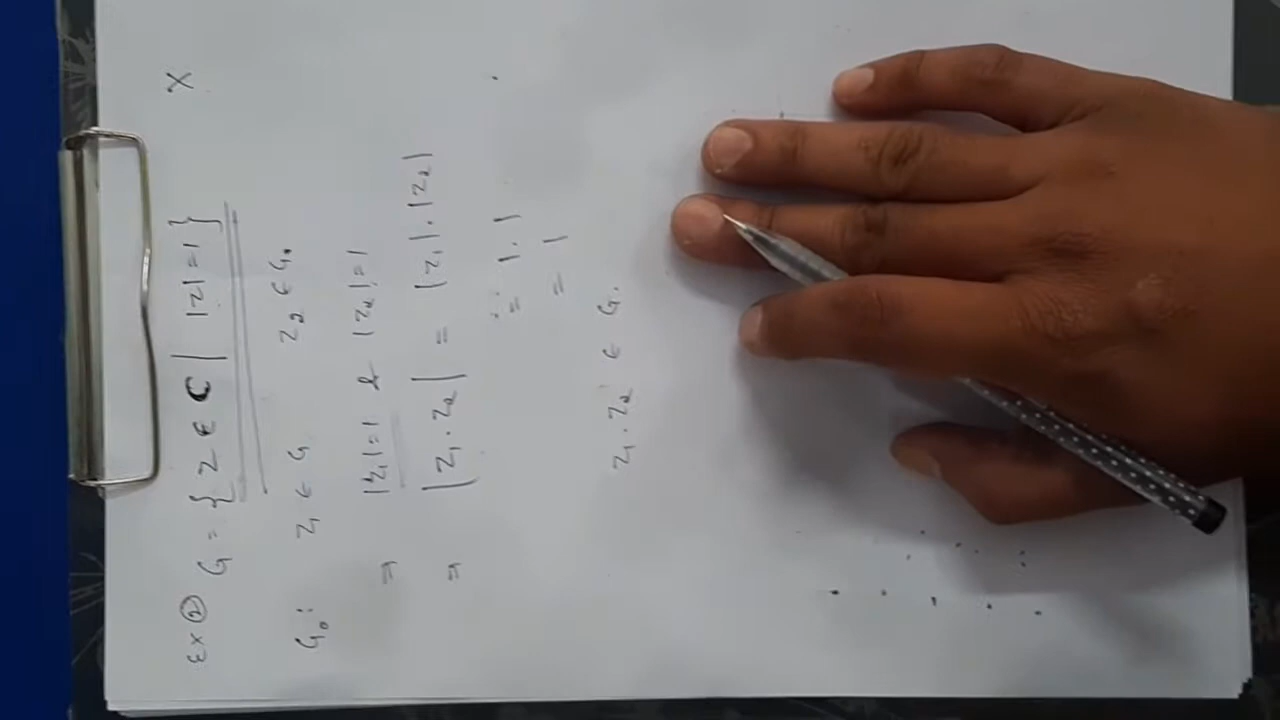 Ex ② G = { z ∈ C | |z| = 1 } X
G₀ : z₁ ∈ G z₂ ∈ G.
⇒ |z₁| = 1 & |z₂| = 1
⇒ |z₁ . z₂| = |z₁| . |z₂|
= 1 . 1
= 1
z₁ . z₂ ∈ G.